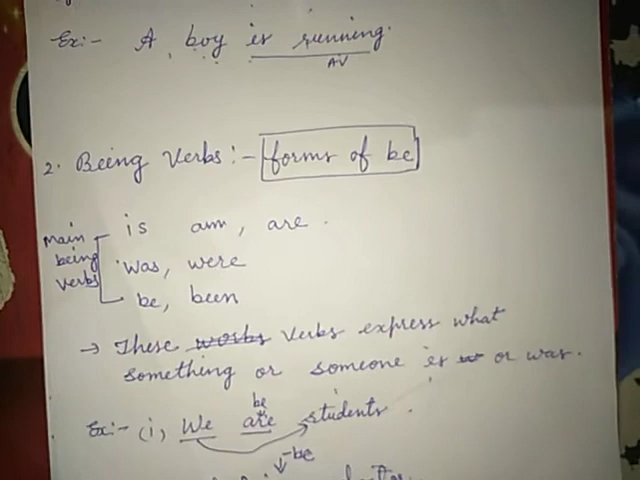 Ex:- A boy is running.
AV
2. Being Verbs:- forms of be
Main being verbs
is am, are.
was, were
be, been
→ These works Verbs express what
something or someone is or was.
be
Ex:- (i) We are students.
-be